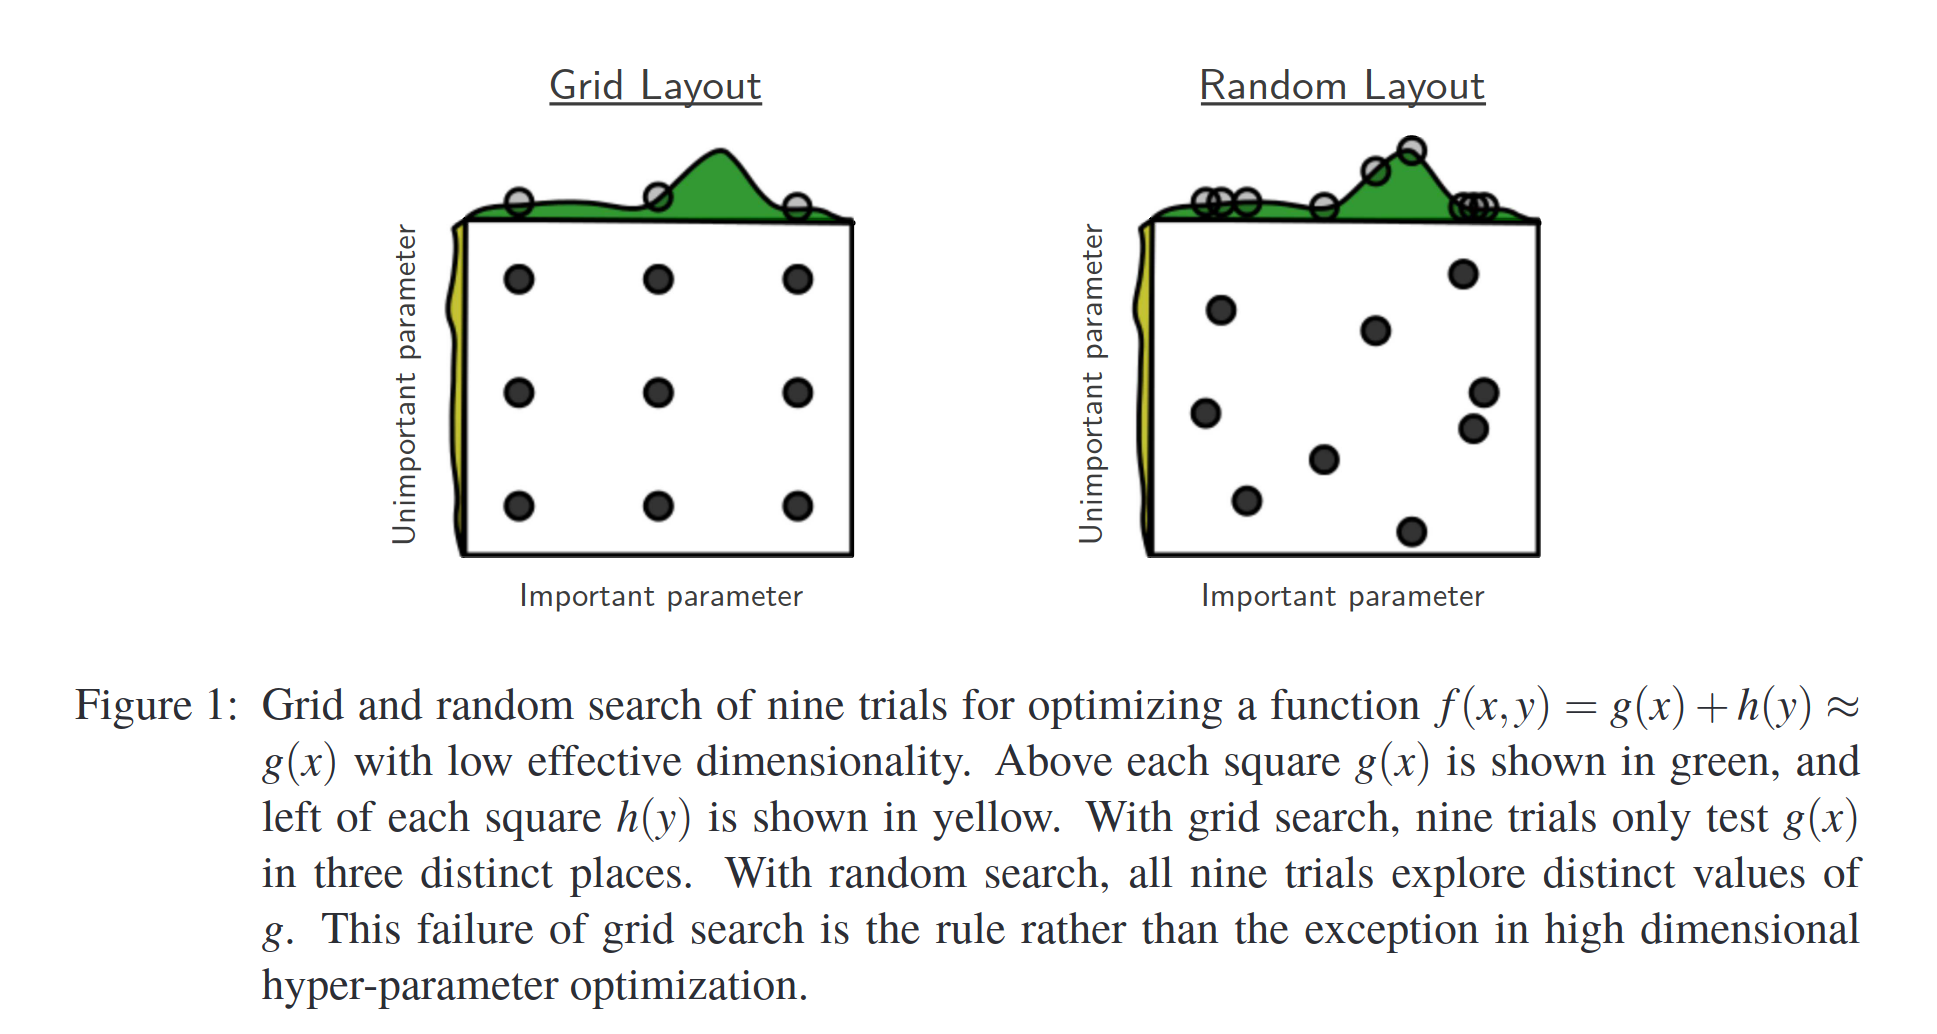 Grid Layout
Random Layout
Unimportant parameter
Important parameter
Unimportant parameter
Important parameter
Figure 1: Grid and random search of nine trials for optimizing a function f(x,y) = g(x) + h(y) ≈
g(x) with low effective dimensionality. Above each square g(x) is shown in green, and
left of each square h(y) is shown in yellow. With grid search, nine trials only test g(x)
in three distinct places. With random search, all nine trials explore distinct values of
g. This failure of grid search is the rule rather than the exception in high dimensional
hyper-parameter optimization.